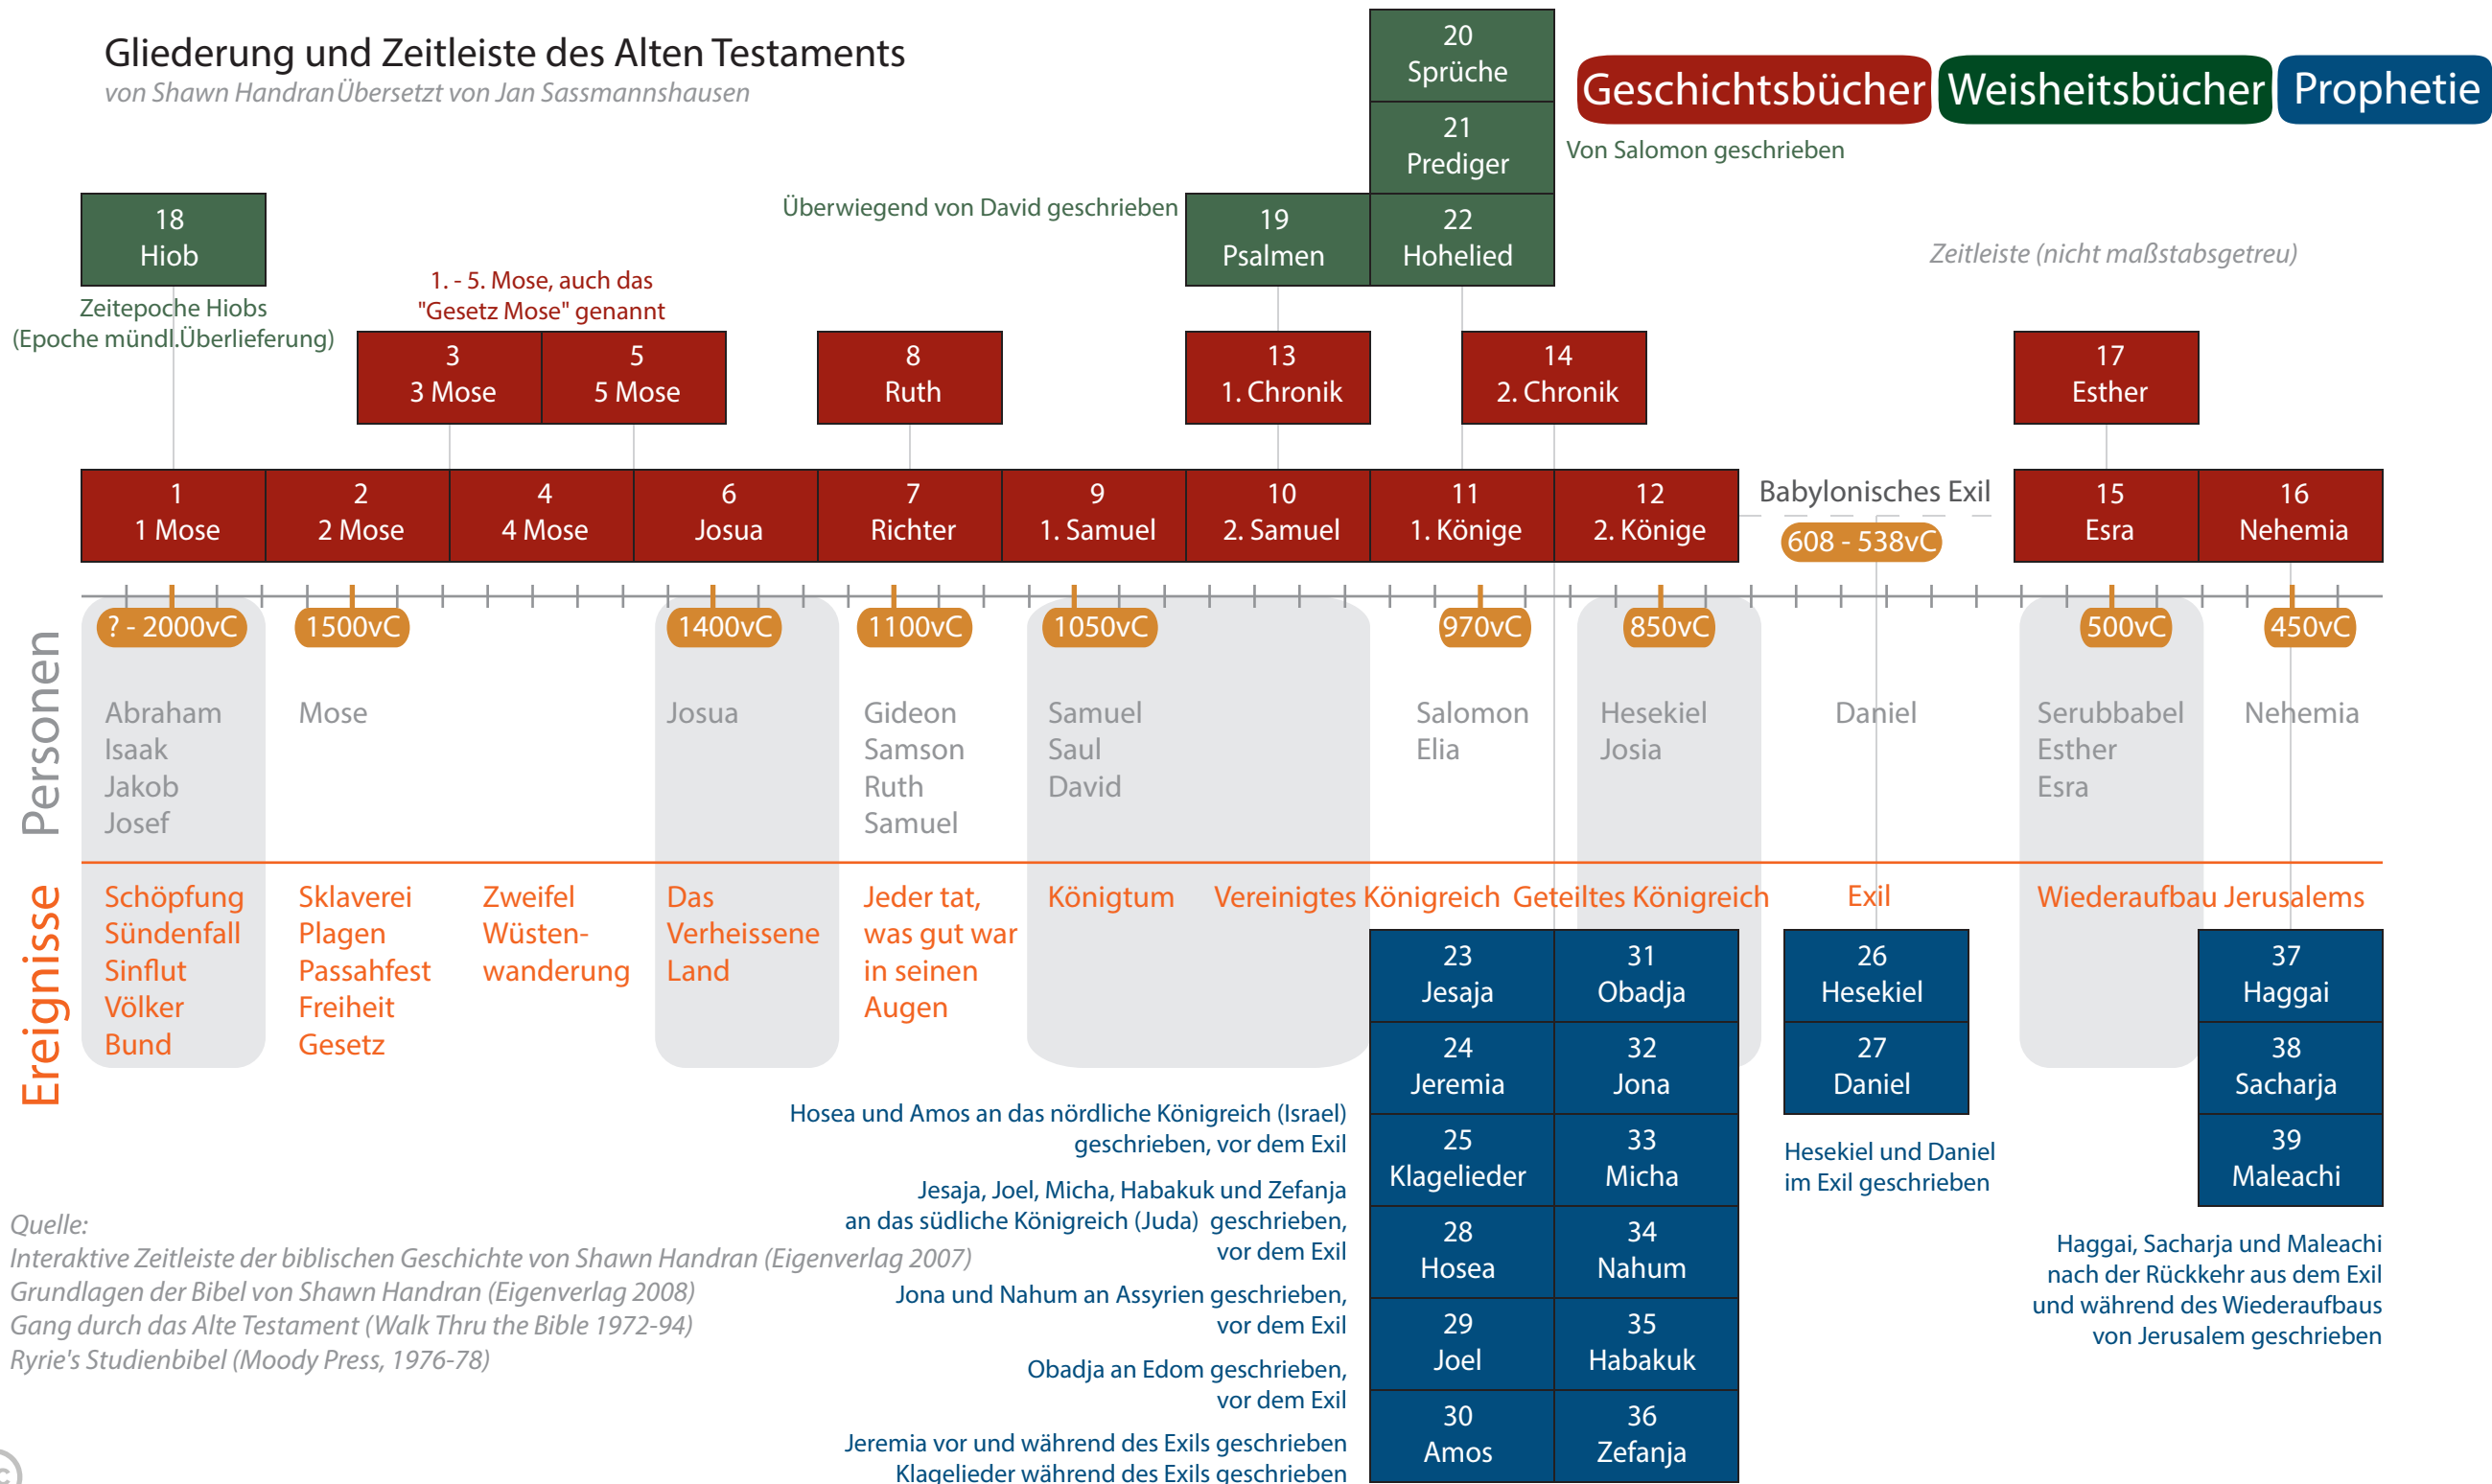 Gliederung und Zeitleiste des Alten Testaments
von Shawn Handran Übersetzt von Jan Sassmannshausen
Geschichtsbücher
Weisheitsbücher
Prophetie
20
Sprüche
21
Prediger
Von Salomon geschrieben
Überwiegend von David geschrieben
18
Hiob
19
Psalmen
22
Hohelied
Zeitleiste (nicht maßstabsgetreu)
Zeitepoche Hiobs
(Epoche mündl.Überlieferung)
1. - 5. Mose, auch das
"Gesetz Mose" genannt
3
3 Mose
5
5 Mose
8
Ruth
13
1. Chronik
14
2. Chronik
17
Esther
1
1 Mose
2
2 Mose
4
4 Mose
6
Josua
7
Richter
9
1. Samuel
10
2. Samuel
11
1. Könige
12
2. Könige
Babylonisches Exil
608 - 538vC
15
Esra
16
Nehemia
? - 2000vC
1500vC
1400vC
1100vC
1050vC
970vC
850vC
500vC
450vC
Personen
Abraham
Isaak
Jakob
Josef
Mose
Josua
Gideon
Samson
Ruth
Samuel
Samuel
Saul
David
Salomon
Elia
Hesekiel
Josia
Daniel
Serubbabel
Esther
Esra
Nehemia
Ereignisse
Schöpfung
Sündenfall
Sinflut
Völker
Bund
Sklaverei
Plagen
Passahfest
Freiheit
Gesetz
Zweifel
Wüsten-
wanderung
Das
Verheissene
Land
Jeder tat,
was gut war
in seinen
Augen
Königtum
Vereinigtes Königreich
Geteiltes Königreich
Exil
Wiederaufbau Jerusalems
23
Jesaja
24
Jeremia
25
Klagelieder
28
Hosea
29
Joel
30
Amos
31
Obadja
32
Jona
33
Micha
34
Nahum
35
Habakuk
36
Zefanja
26
Hesekiel
27
Daniel
Hesekiel und Daniel
im Exil geschrieben
37
Haggai
38
Sacharja
39
Maleachi
Haggai, Sacharja und Maleachi
nach der Rückkehr aus dem Exil
und während des Wiederaufbaus
von Jerusalem geschrieben
Hosea und Amos an das nördliche Königreich (Israel)
geschrieben, vor dem Exil
Jesaja, Joel, Micha, Habakuk und Zefanja
an das südliche Königreich (Juda) geschrieben,
vor dem Exil
Jona und Nahum an Assyrien geschrieben,
vor dem Exil
Obadja an Edom geschrieben,
vor dem Exil
Jeremia vor und während des Exils geschrieben
Klagelieder während des Exils geschrieben
Quelle:
Interaktive Zeitleiste der biblischen Geschichte von Shawn Handran (Eigenverlag 2007)
Grundlagen der Bibel von Shawn Handran (Eigenverlag 2008)
Gang durch das Alte Testament (Walk Thru the Bible 1972-94)
Ryrie's Studienbibel (Moody Press, 1976-78)